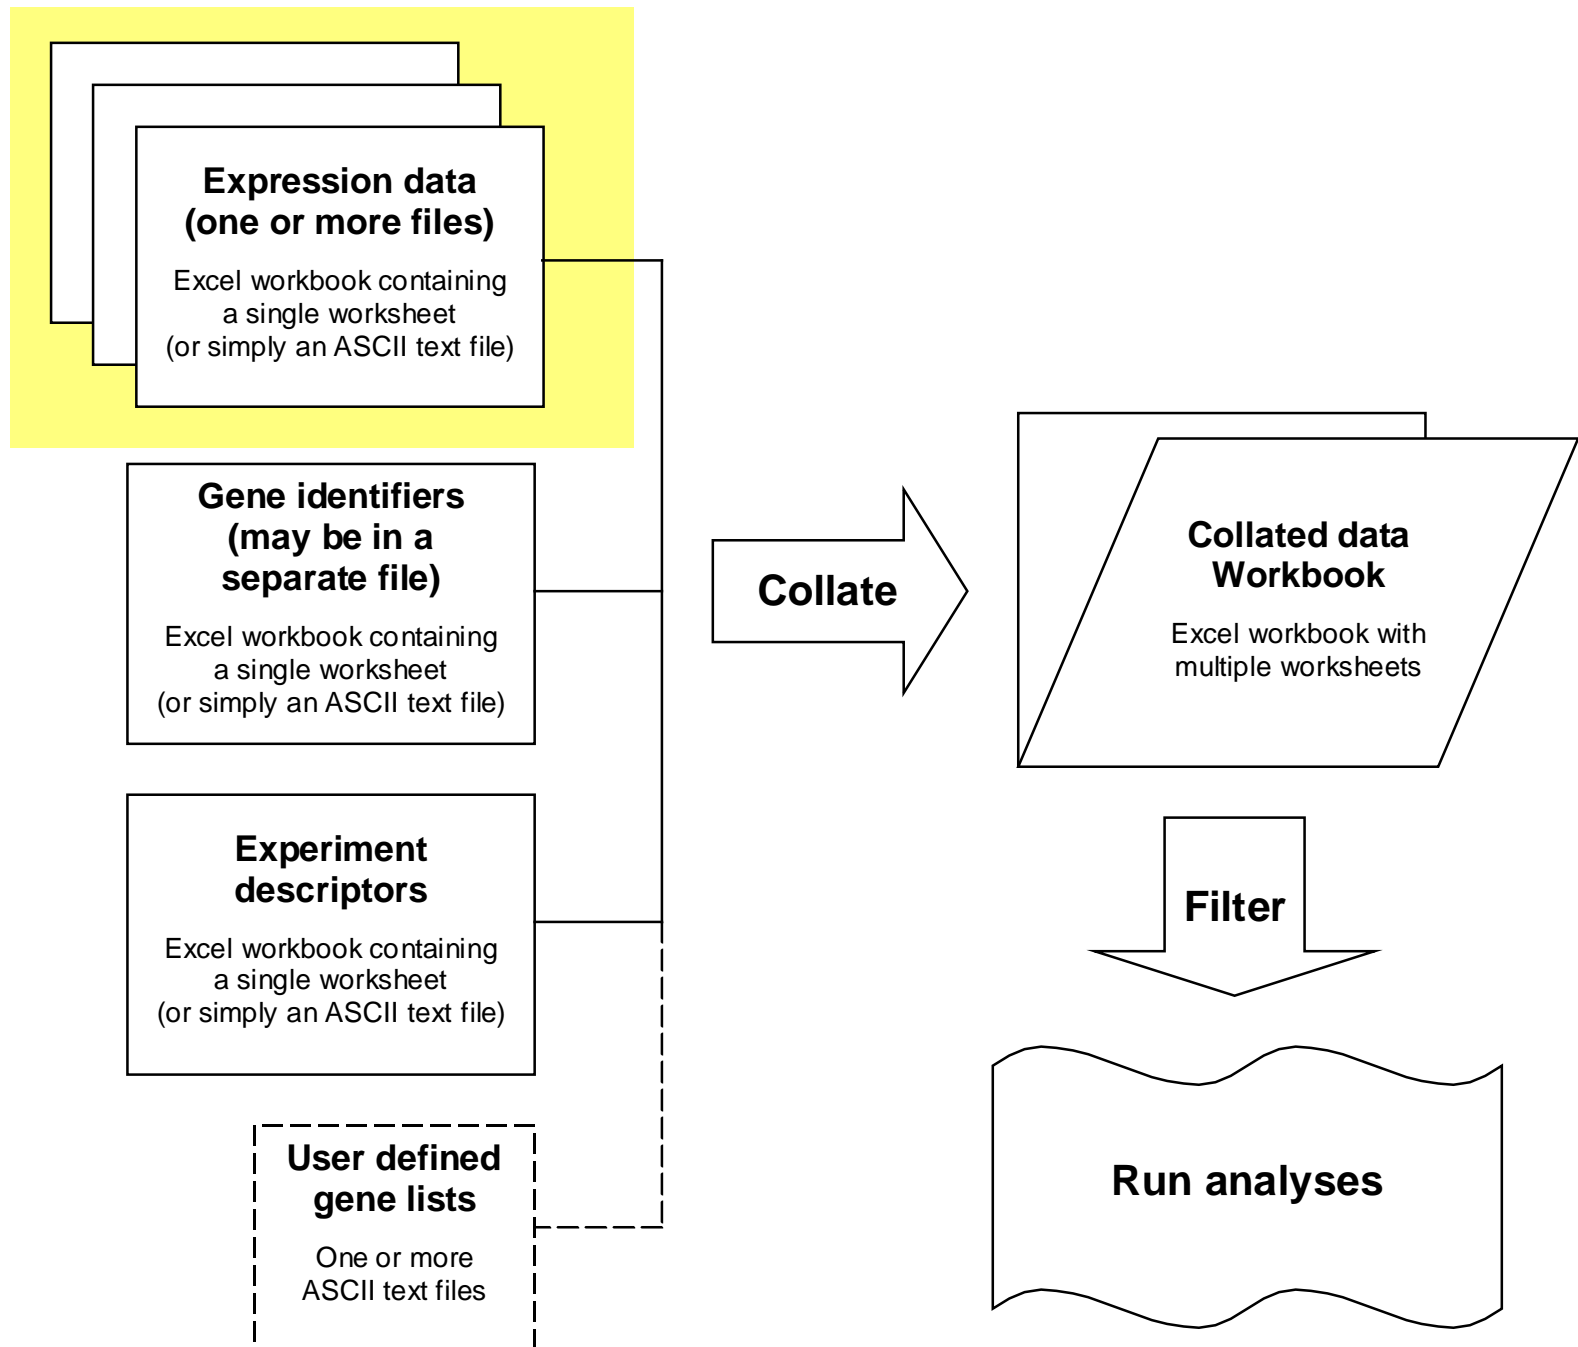 Expression data
(one or more files)
Excel workbook containing
a single worksheet
(or simply an ASCII text file)
Gene identifiers
(may be in a
separate file)
Excel workbook containing
a single worksheet
(or simply an ASCII text file)
Experiment
descriptors
Excel workbook containing
a single worksheet
(or simply an ASCII text file)
User defined
gene lists
One or more
ASCII text files
Collate
Collated data
Workbook
Excel workbook with
multiple worksheets
Filter
Run analyses